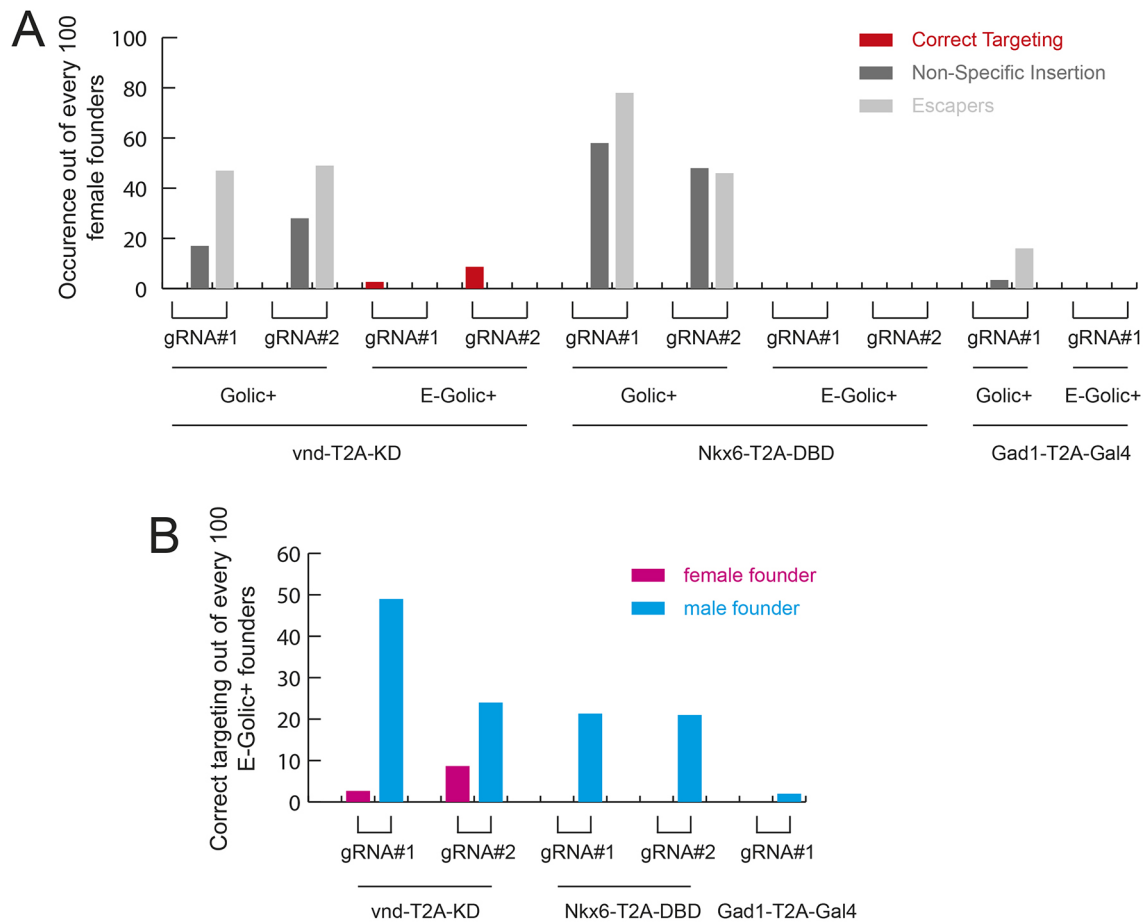 A
Occurence out of every 100
female founders
100
80
60
40
20
0
Correct Targeting
Non-Specific Insertion
Escapers
gRNA#1 gRNA#2 gRNA#1 gRNA#2 gRNA#1 gRNA#2 gRNA#1 gRNA#2 gRNA#1 gRNA#1
Golic+ E-Golic+ Golic+ E-Golic+ Golic+ E-Golic+
vnd-T2A-KD Nkx6-T2A-DBD Gad1-T2A-Gal4
B
Correct targeting out of every 100
E-Golic+ founders
60
50
40
30
20
10
0
female founder
male founder
gRNA#1 gRNA#2 gRNA#1 gRNA#2 gRNA#1
vnd-T2A-KD Nkx6-T2A-DBD Gad1-T2A-Gal4